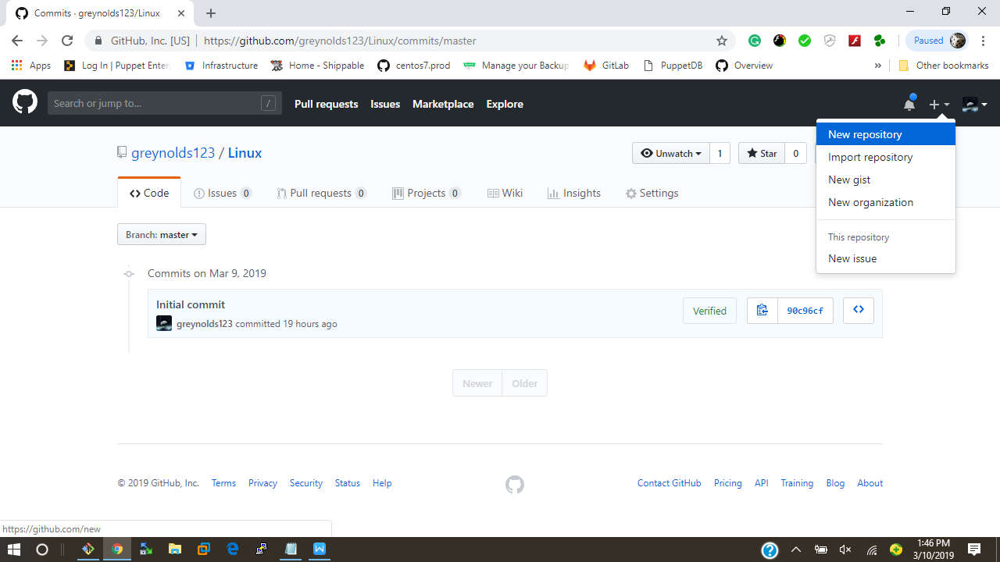 Commits · greynolds123/Linux
GitHub, Inc. [US] https://github.com/greynolds123/Linux/commits/master
Paused
Apps Log In | Puppet Enter Infrastructure Home - Shippable centos7.prod Manage your Backup GitLab PuppetDB Overview » Other bookmarks
Search or jump to... / Pull requests Issues Marketplace Explore
New repository
Import repository
New gist
New organization
This repository
New issue
greynolds123 / Linux
Unwatch 1 Star 0
Code Issues 0 Pull requests 0 Projects 0 Wiki Insights Settings
Branch: master
Commits on Mar 9, 2019
Initial commit
greynolds123 committed 19 hours ago
Verified 90c96cf
Newer Older
© 2019 GitHub, Inc. Terms Privacy Security Status Help Contact GitHub Pricing API Training Blog About
https://github.com/new
1:46 PM
3/10/2019